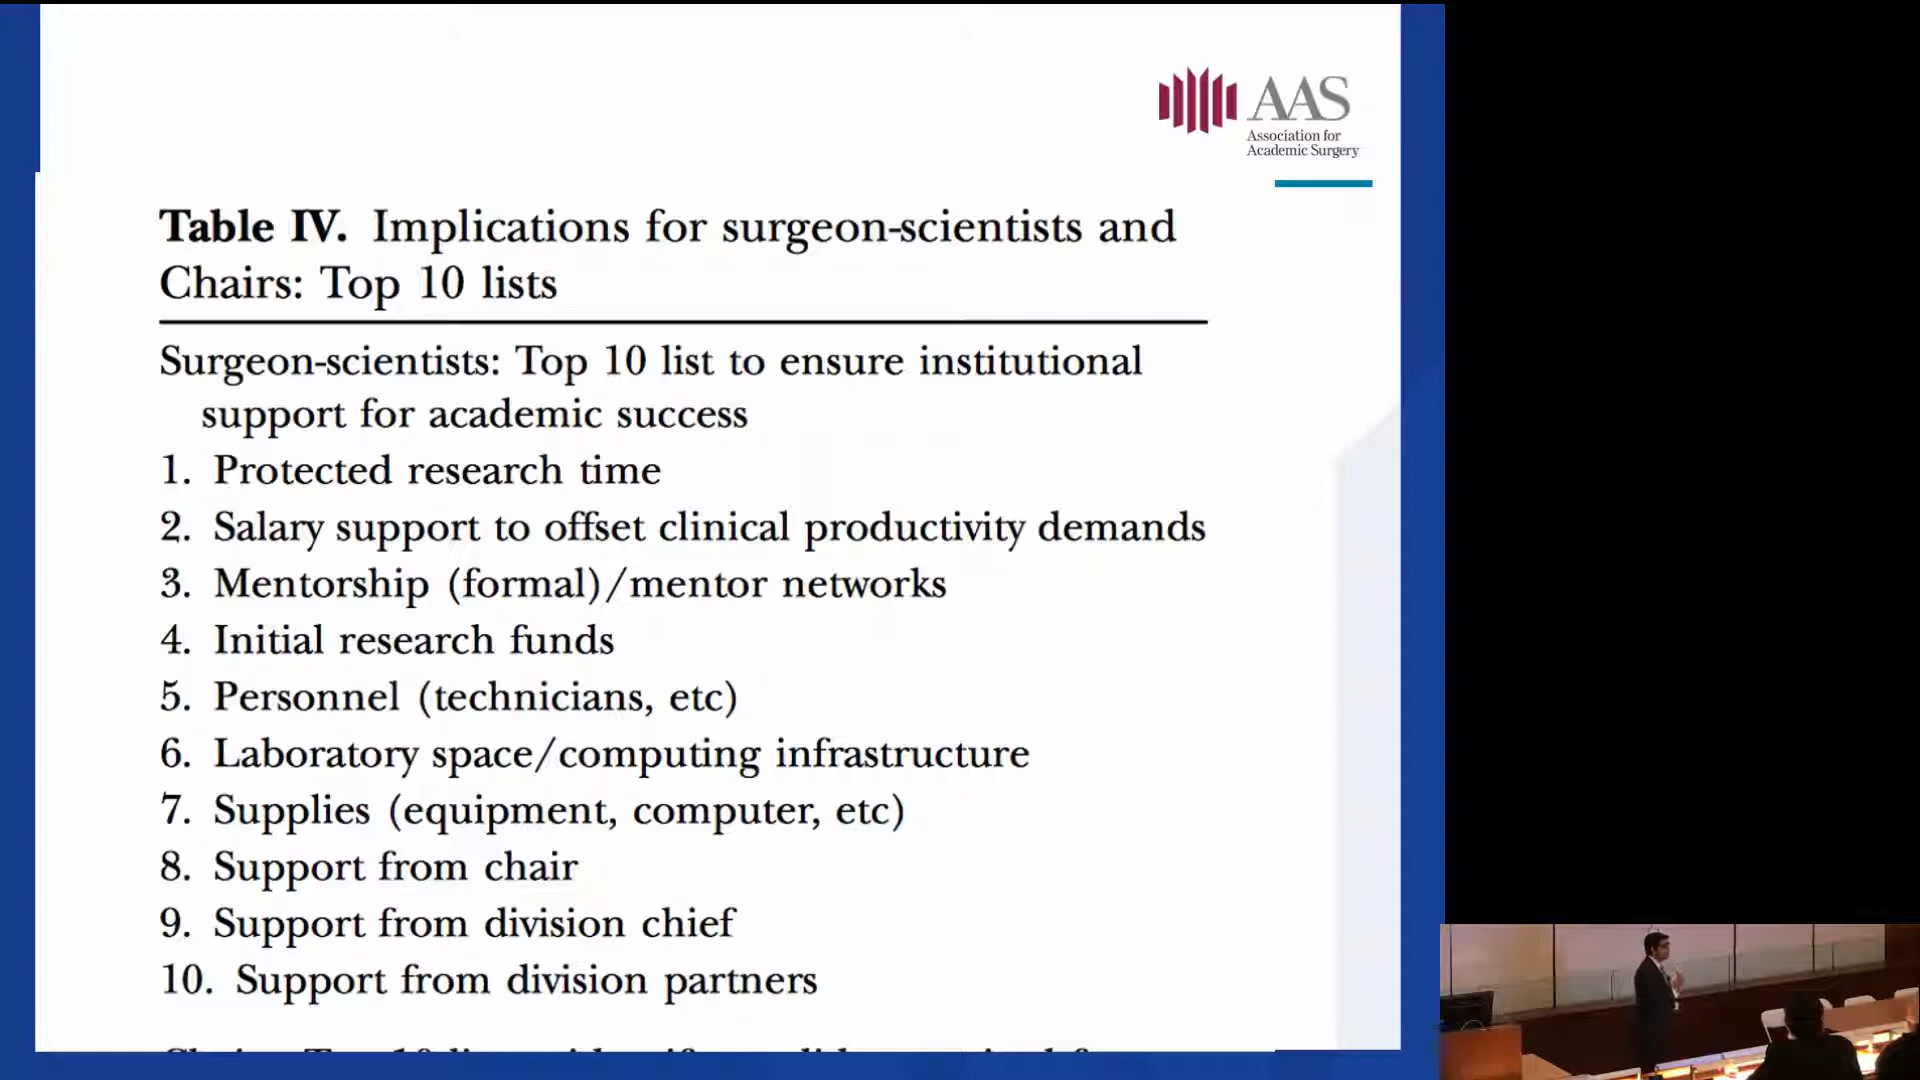 AAS
Association for
Academic Surgery
Table IV. Implications for surgeon-scientists and
Chairs: Top 10 lists
Surgeon-scientists: Top 10 list to ensure institutional
support for academic success
1. Protected research time
2. Salary support to offset clinical productivity demands
3. Mentorship (formal)/mentor networks
4. Initial research funds
5. Personnel (technicians, etc)
6. Laboratory space/computing infrastructure
7. Supplies (equipment, computer, etc)
8. Support from chair
9. Support from division chief
10. Support from division partners